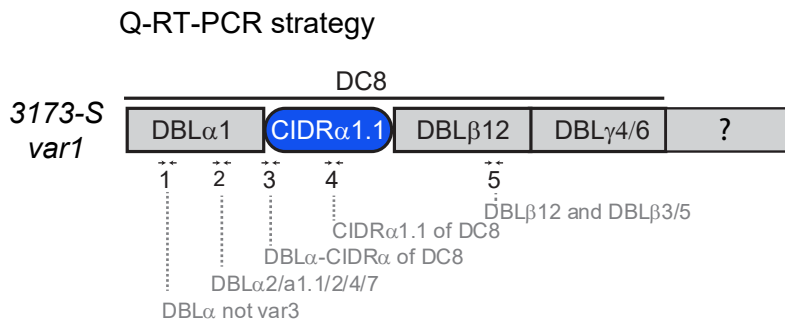 Q-RT-PCR strategy
DC8
3173-S
var1
DBLα1 CIDRα1.1 DBLβ12 DBLγ4/6 ?
1 2 3 4 5
DBLβ12 and DBLβ3/5
CIDRα1.1 of DC8
DBLα-CIDRα of DC8
DBLα2/a1.1/2/4/7
DBLα not var3